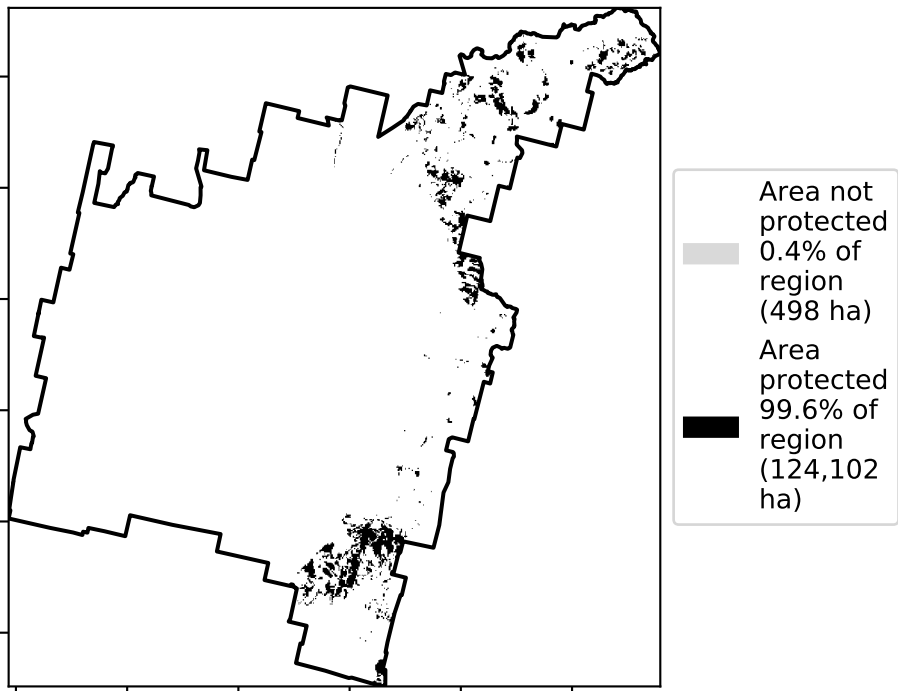 Area not
protected
0.4% of
region
(498 ha)
Area
protected
99.6% of
region
(124,102
ha)